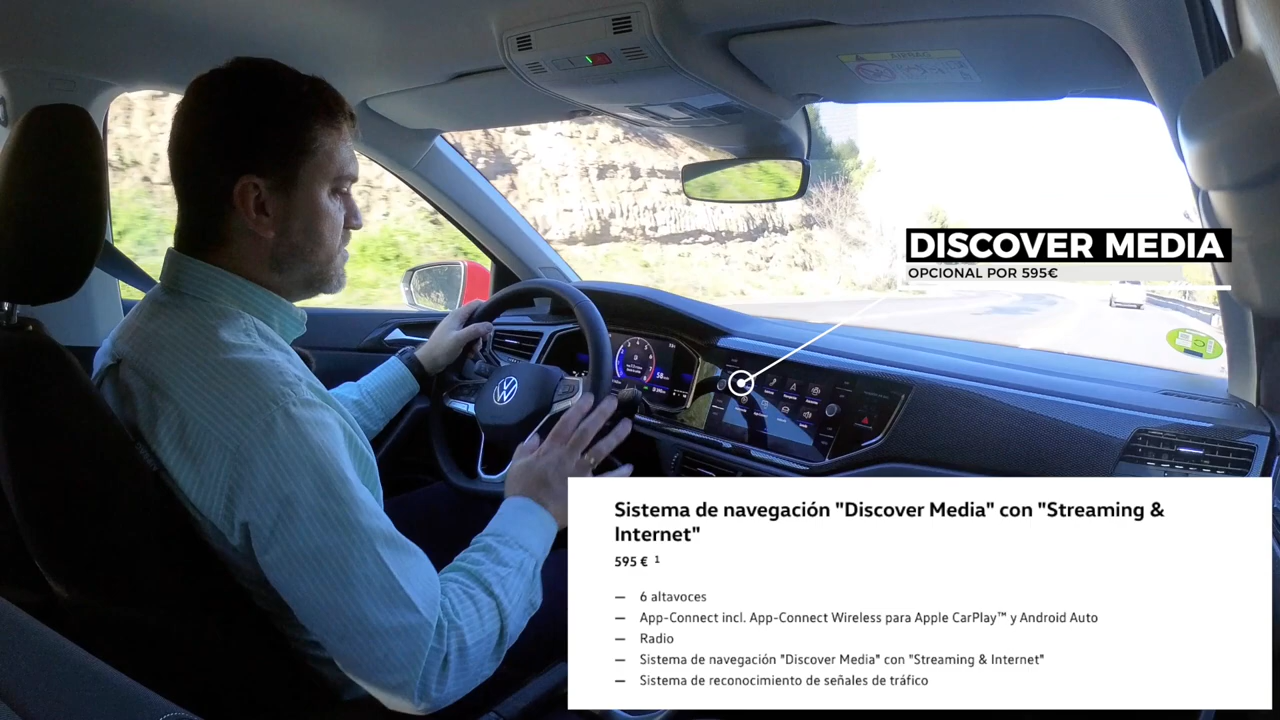 DISCOVER MEDIA
OPCIONAL POR 595€
Sistema de navegación "Discover Media" con "Streaming &
Internet"
595 € 1
— 6 altavoces
— App-Connect incl. App-Connect Wireless para Apple CarPlay™ y Android Auto
— Radio
— Sistema de navegación "Discover Media" con "Streaming & Internet"
— Sistema de reconocimiento de señales de tráfico